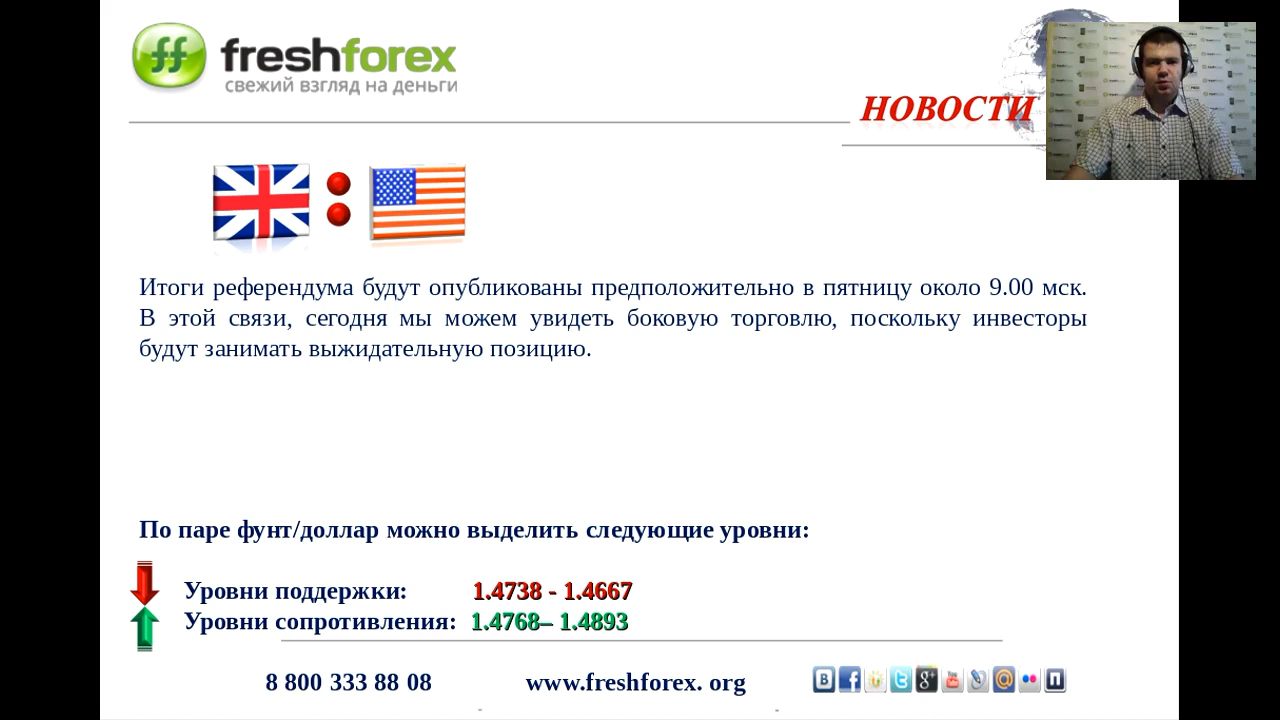 freshforex
свежий взгляд на деньги
НОВОСТИ
Итоги референдума будут опубликованы предположительно в пятницу около 9.00 мск.
В этой связи, сегодня мы можем увидеть боковую торговлю, поскольку инвесторы
будут занимать выжидательную позицию.
По паре фунт/доллар можно выделить следующие уровни:
Уровни поддержки: 1.4738 - 1.4667
Уровни сопротивления: 1.4768– 1.4893
8 800 333 88 08 www.freshforex. org